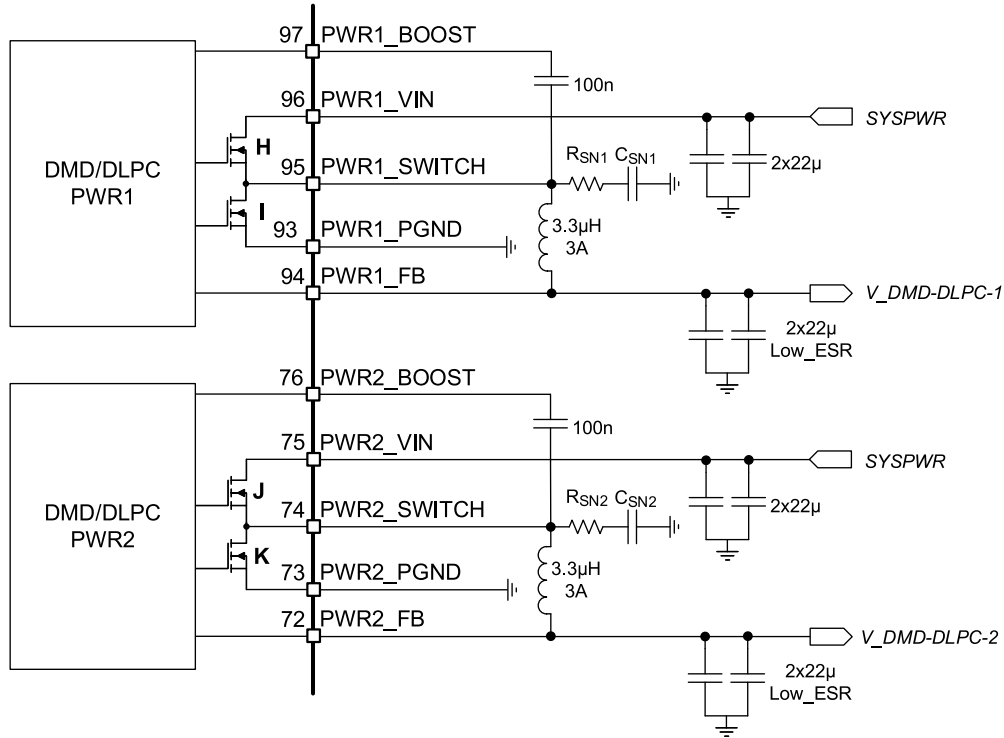 97 PWR1_BOOST
100n
96 PWR1_VIN
SYSPWR
H
DMD/DLPC
PWR1
2x22µ
95 PWR1_SWITCH
RSN1 CSN1
I
3.3µH
3A
93 PWR1_PGND
94 PWR1_FB
V_DMD-DLPC-1
2x22µ
Low_ESR
76 PWR2_BOOST
100n
75 PWR2_VIN
SYSPWR
J
DMD/DLPC
PWR2
2x22µ
74 PWR2_SWITCH
RSN2 CSN2
K
3.3µH
3A
73 PWR2_PGND
72 PWR2_FB
V_DMD-DLPC-2
2x22µ
Low_ESR